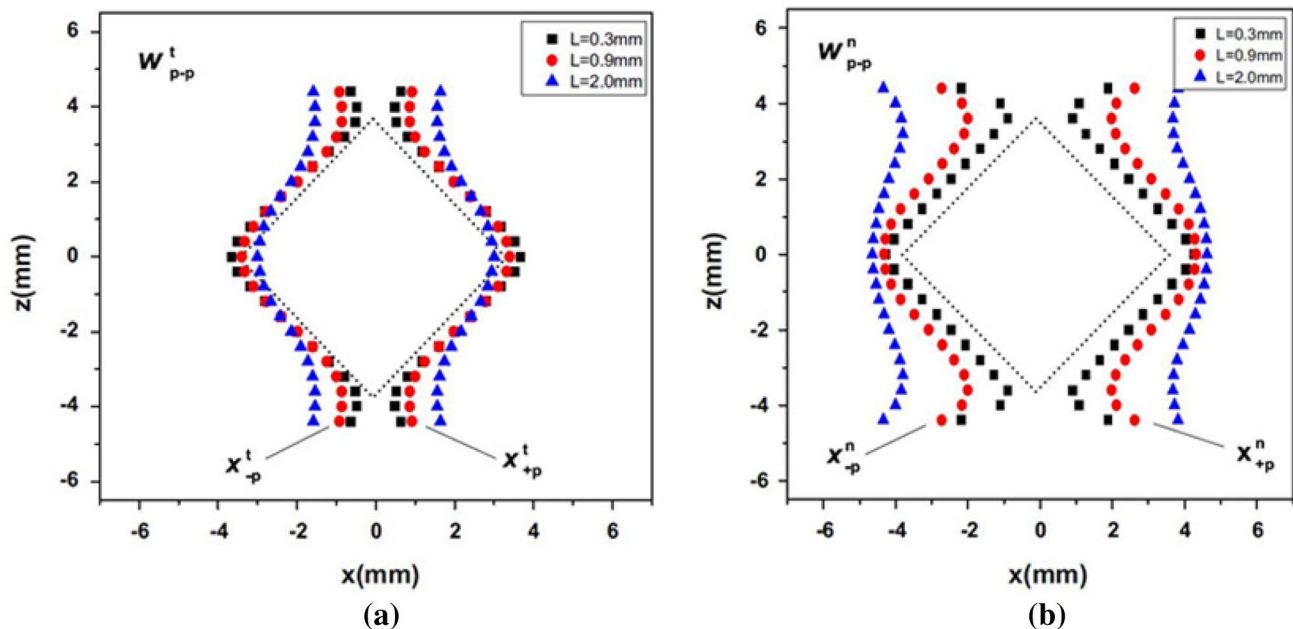 W^t_p-p
L=0.3mm
L=0.9mm
L=2.0mm
z(mm)
6
4
2
0
-2
-4
-6
x^t_-p
x^t_+p
-6 -4 -2 0 2 4 6
x(mm)
(a)
W^n_p-p
L=0.3mm
L=0.9mm
L=2.0mm
z(mm)
6
4
2
0
-2
-4
-6
x^n_-p
x^n_+p
-6 -4 -2 0 2 4 6
x(mm)
(b)